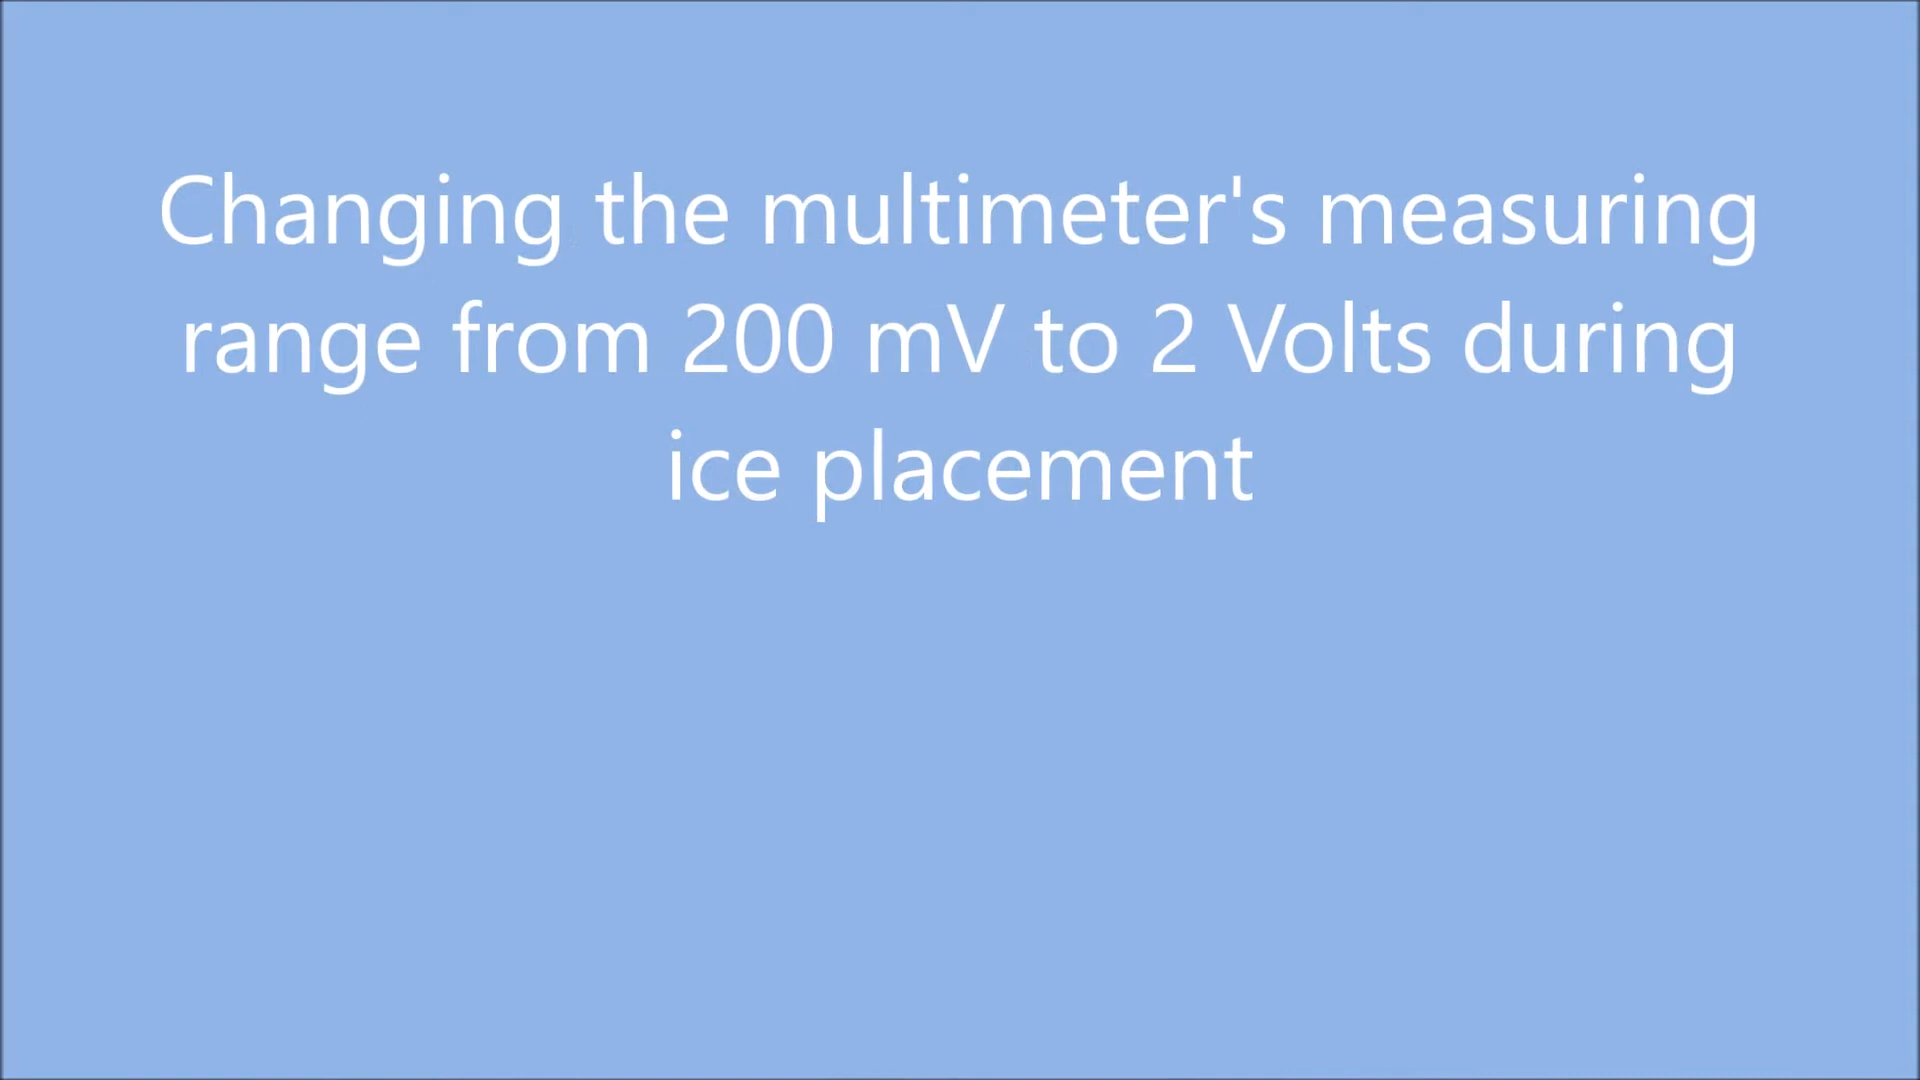 Changing the multimeter's measuring
range from 200 mV to 2 Volts during
ice placement